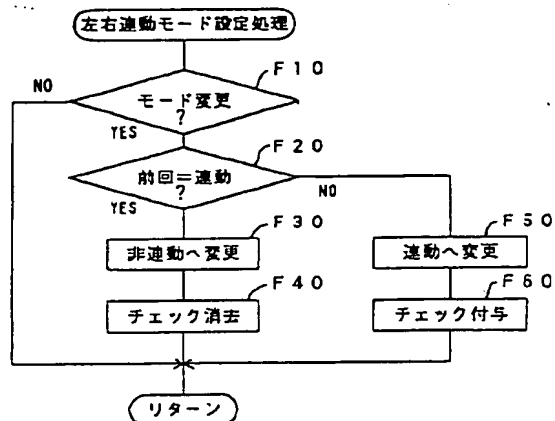 左右連動モード設定処理
F10
NO
モード変更
?
YES
F20
前回=連動
?
NO
YES
F30
F50
非連動へ変更
連動へ変更
F40
F60
チェック消去
チェック付与
リターン